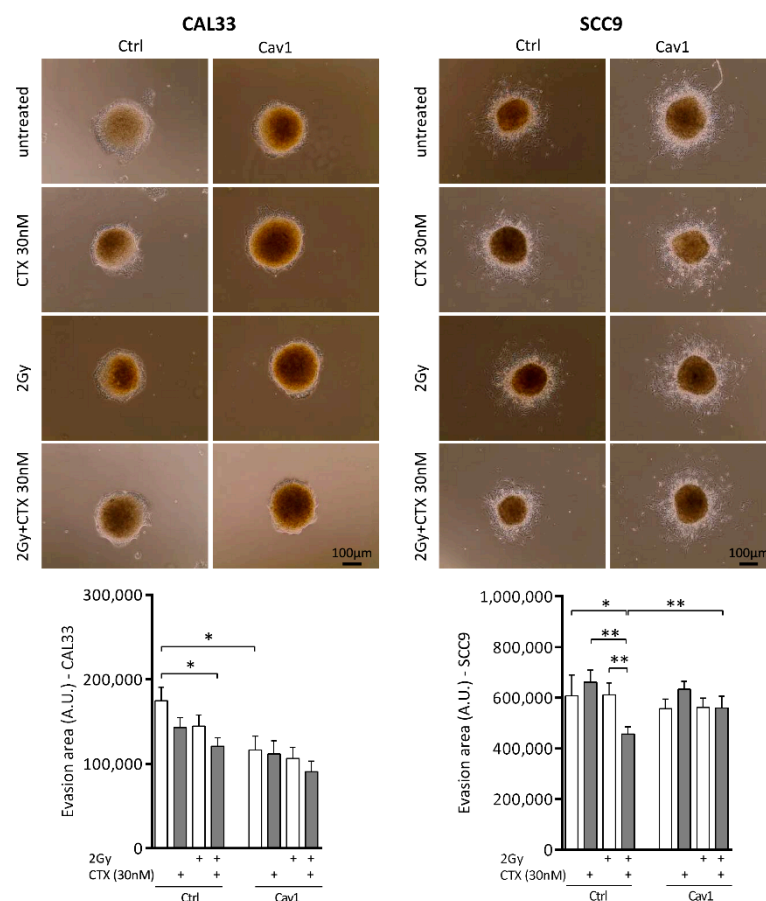 CAL33 SCC9
Ctrl Cav1 Ctrl Cav1
untreated untreated
CTX 30nM CTX 30nM
2Gy 2Gy
2Gy+CTX 30nM 2Gy+CTX 30nM
100µm 100µm
Evasion area (A.U.) - CAL33
300,000
200,000
100,000
0
*
*
2Gy + + + +
CTX (30nM) + + + +
Ctrl Cav1
Evasion area (A.U.) - SCC9
1,000,000
800,000
600,000
400,000
200,000
0
* **
**
**
2Gy + + + +
CTX (30nM) + + + +
Ctrl Cav1